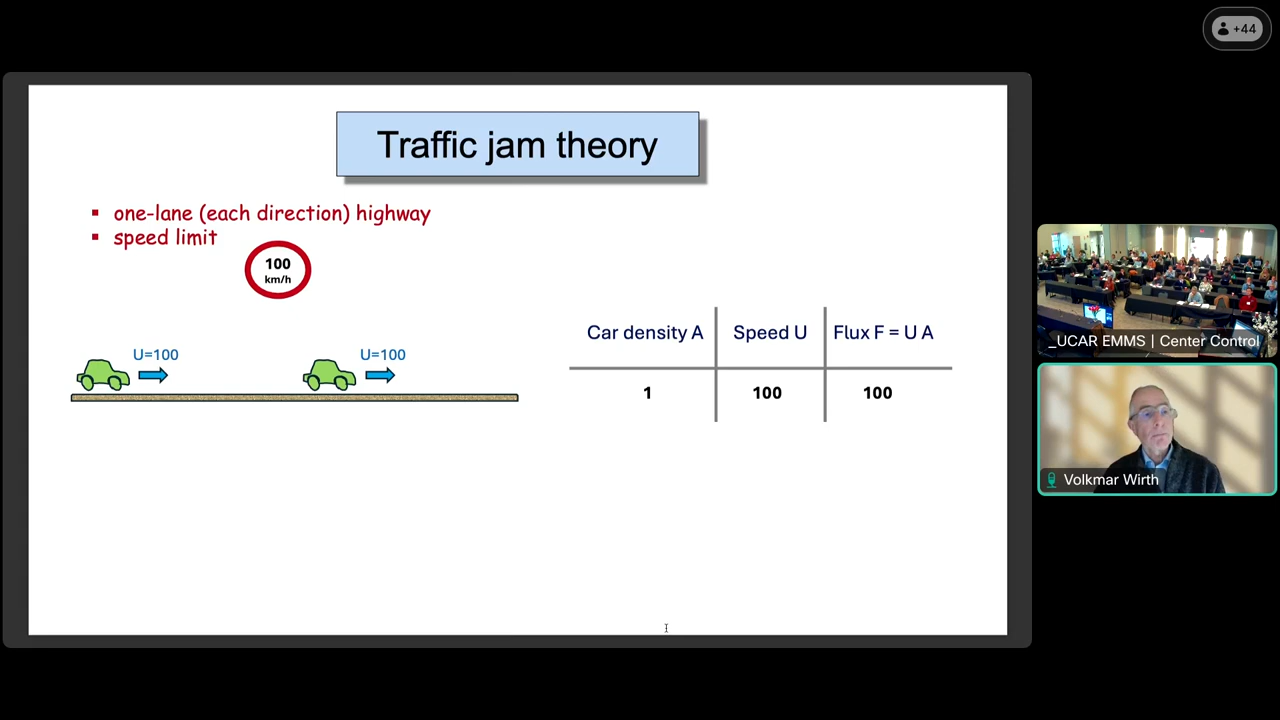 +44
Traffic jam theory
▪ one-lane (each direction) highway
▪ speed limit
100
km/h
U=100 U=100
Car density A Speed U Flux F = U A
1 100 100
_UCAR EMMS | Center Control
Volkmar Wirth